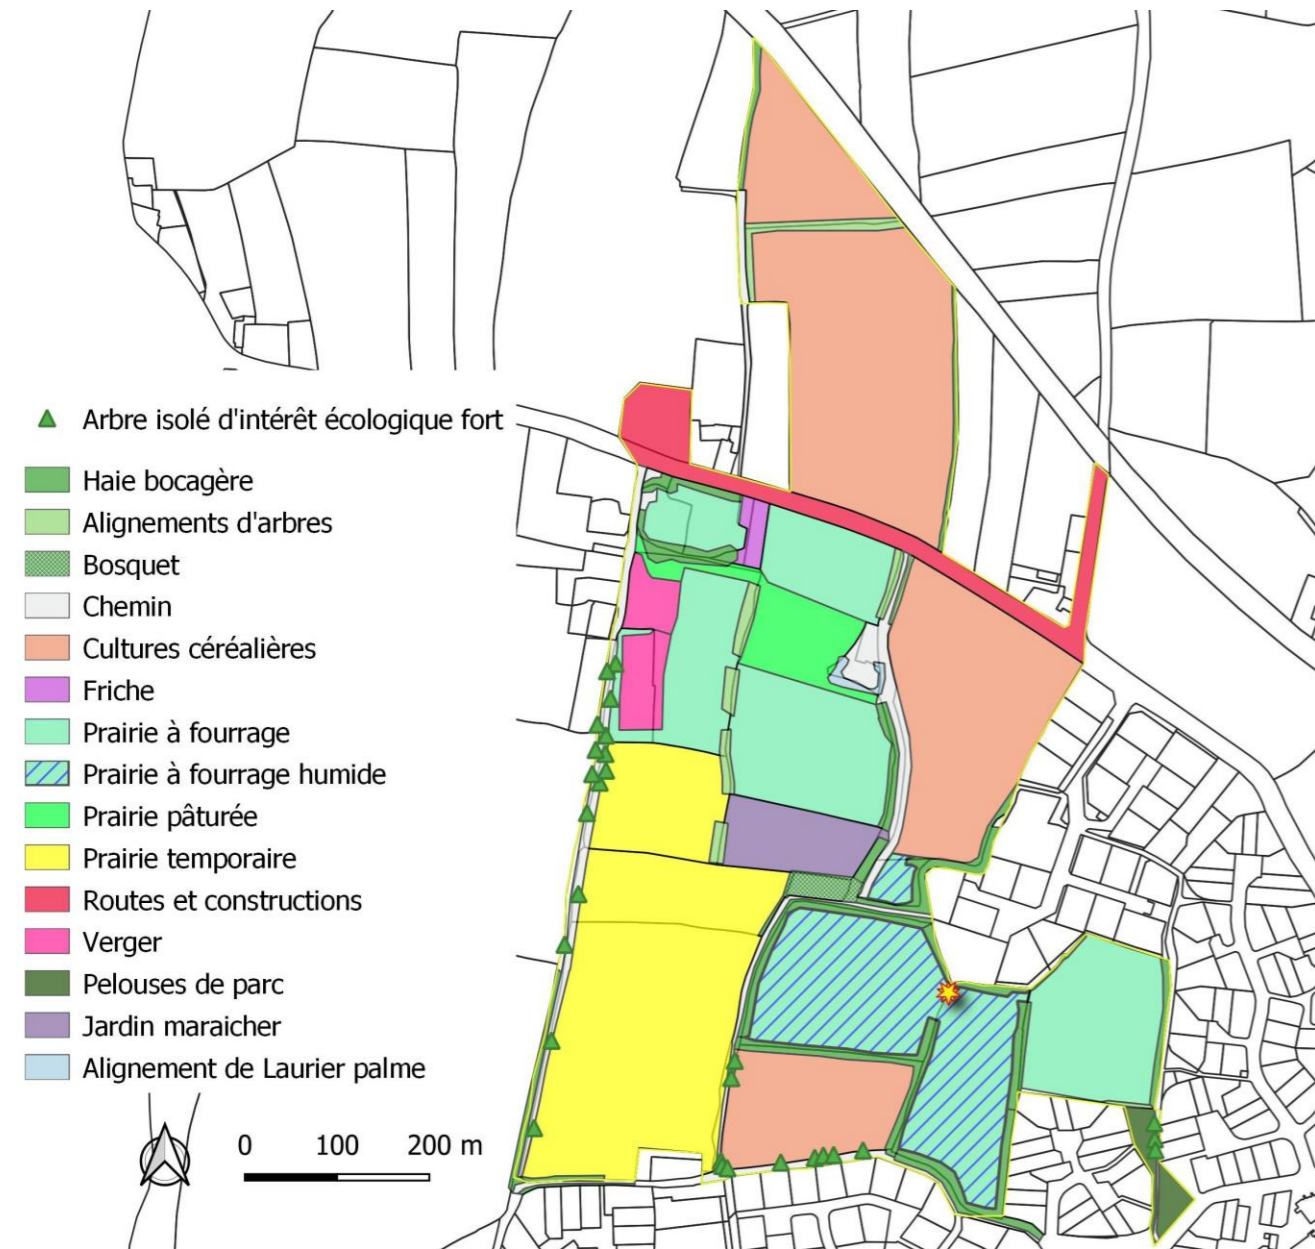 Arbre isolé d'intérêt écologique fort
Haie bocagère
Alignements d'arbres
Bosquet
Chemin
Cultures céréalières
Friche
Prairie à fourrage
Prairie à fourrage humide
Prairie pâturée
Prairie temporaire
Routes et constructions
Verger
Pelouses de parc
Jardin maraicher
Alignement de Laurier palme
0 100 200 m